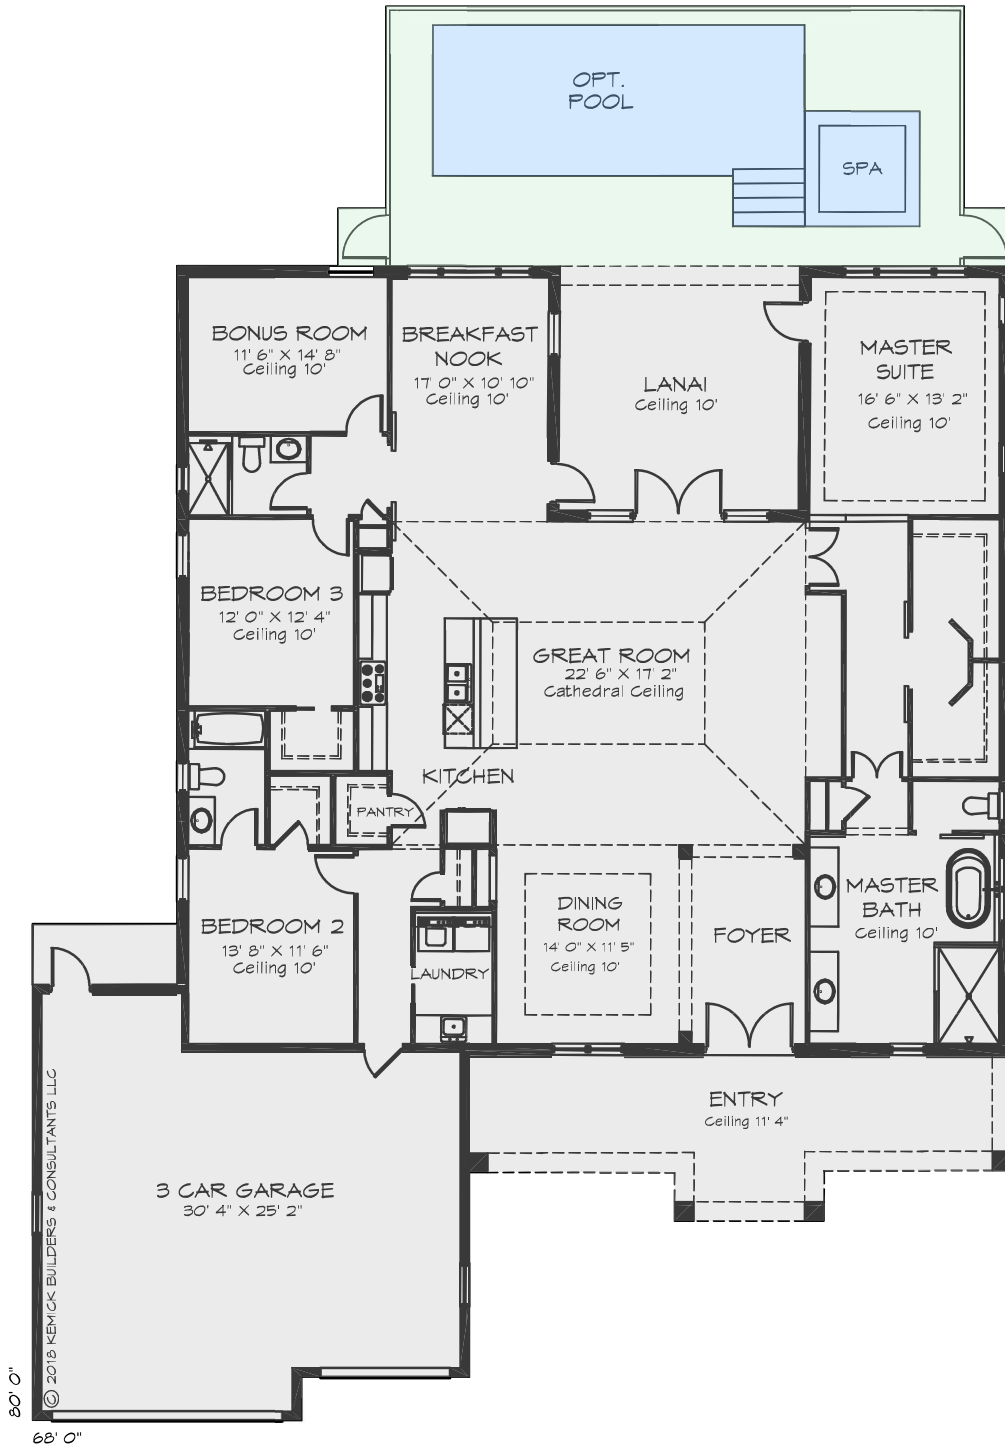 OPT.
POOL
SPA
BONUS ROOM
11' 6" X 14' 8"
Ceiling 10'
BREAKFAST
NOOK
17' 0" X 10' 10"
Ceiling 10'
LANAI
Ceiling 10'
MASTER
SUITE
16' 6" X 13' 2"
Ceiling 10'
BEDROOM 3
12' 0" X 12' 4"
Ceiling 10'
GREAT ROOM
22' 6" X 17' 2"
Cathedral Ceiling
KITCHEN
PANTRY
BEDROOM 2
13' 8" X 11' 6"
Ceiling 10'
LAUNDRY
DINING
ROOM
14' 0" X 11' 5"
Ceiling 10'
FOYER
MASTER
BATH
Ceiling 10'
ENTRY
Ceiling 11' 4"
3 CAR GARAGE
30' 4" X 25' 2"
© 2018 KEMICK BUILDERS & CONSULTANTS LLC
80' 0"
68' 0"